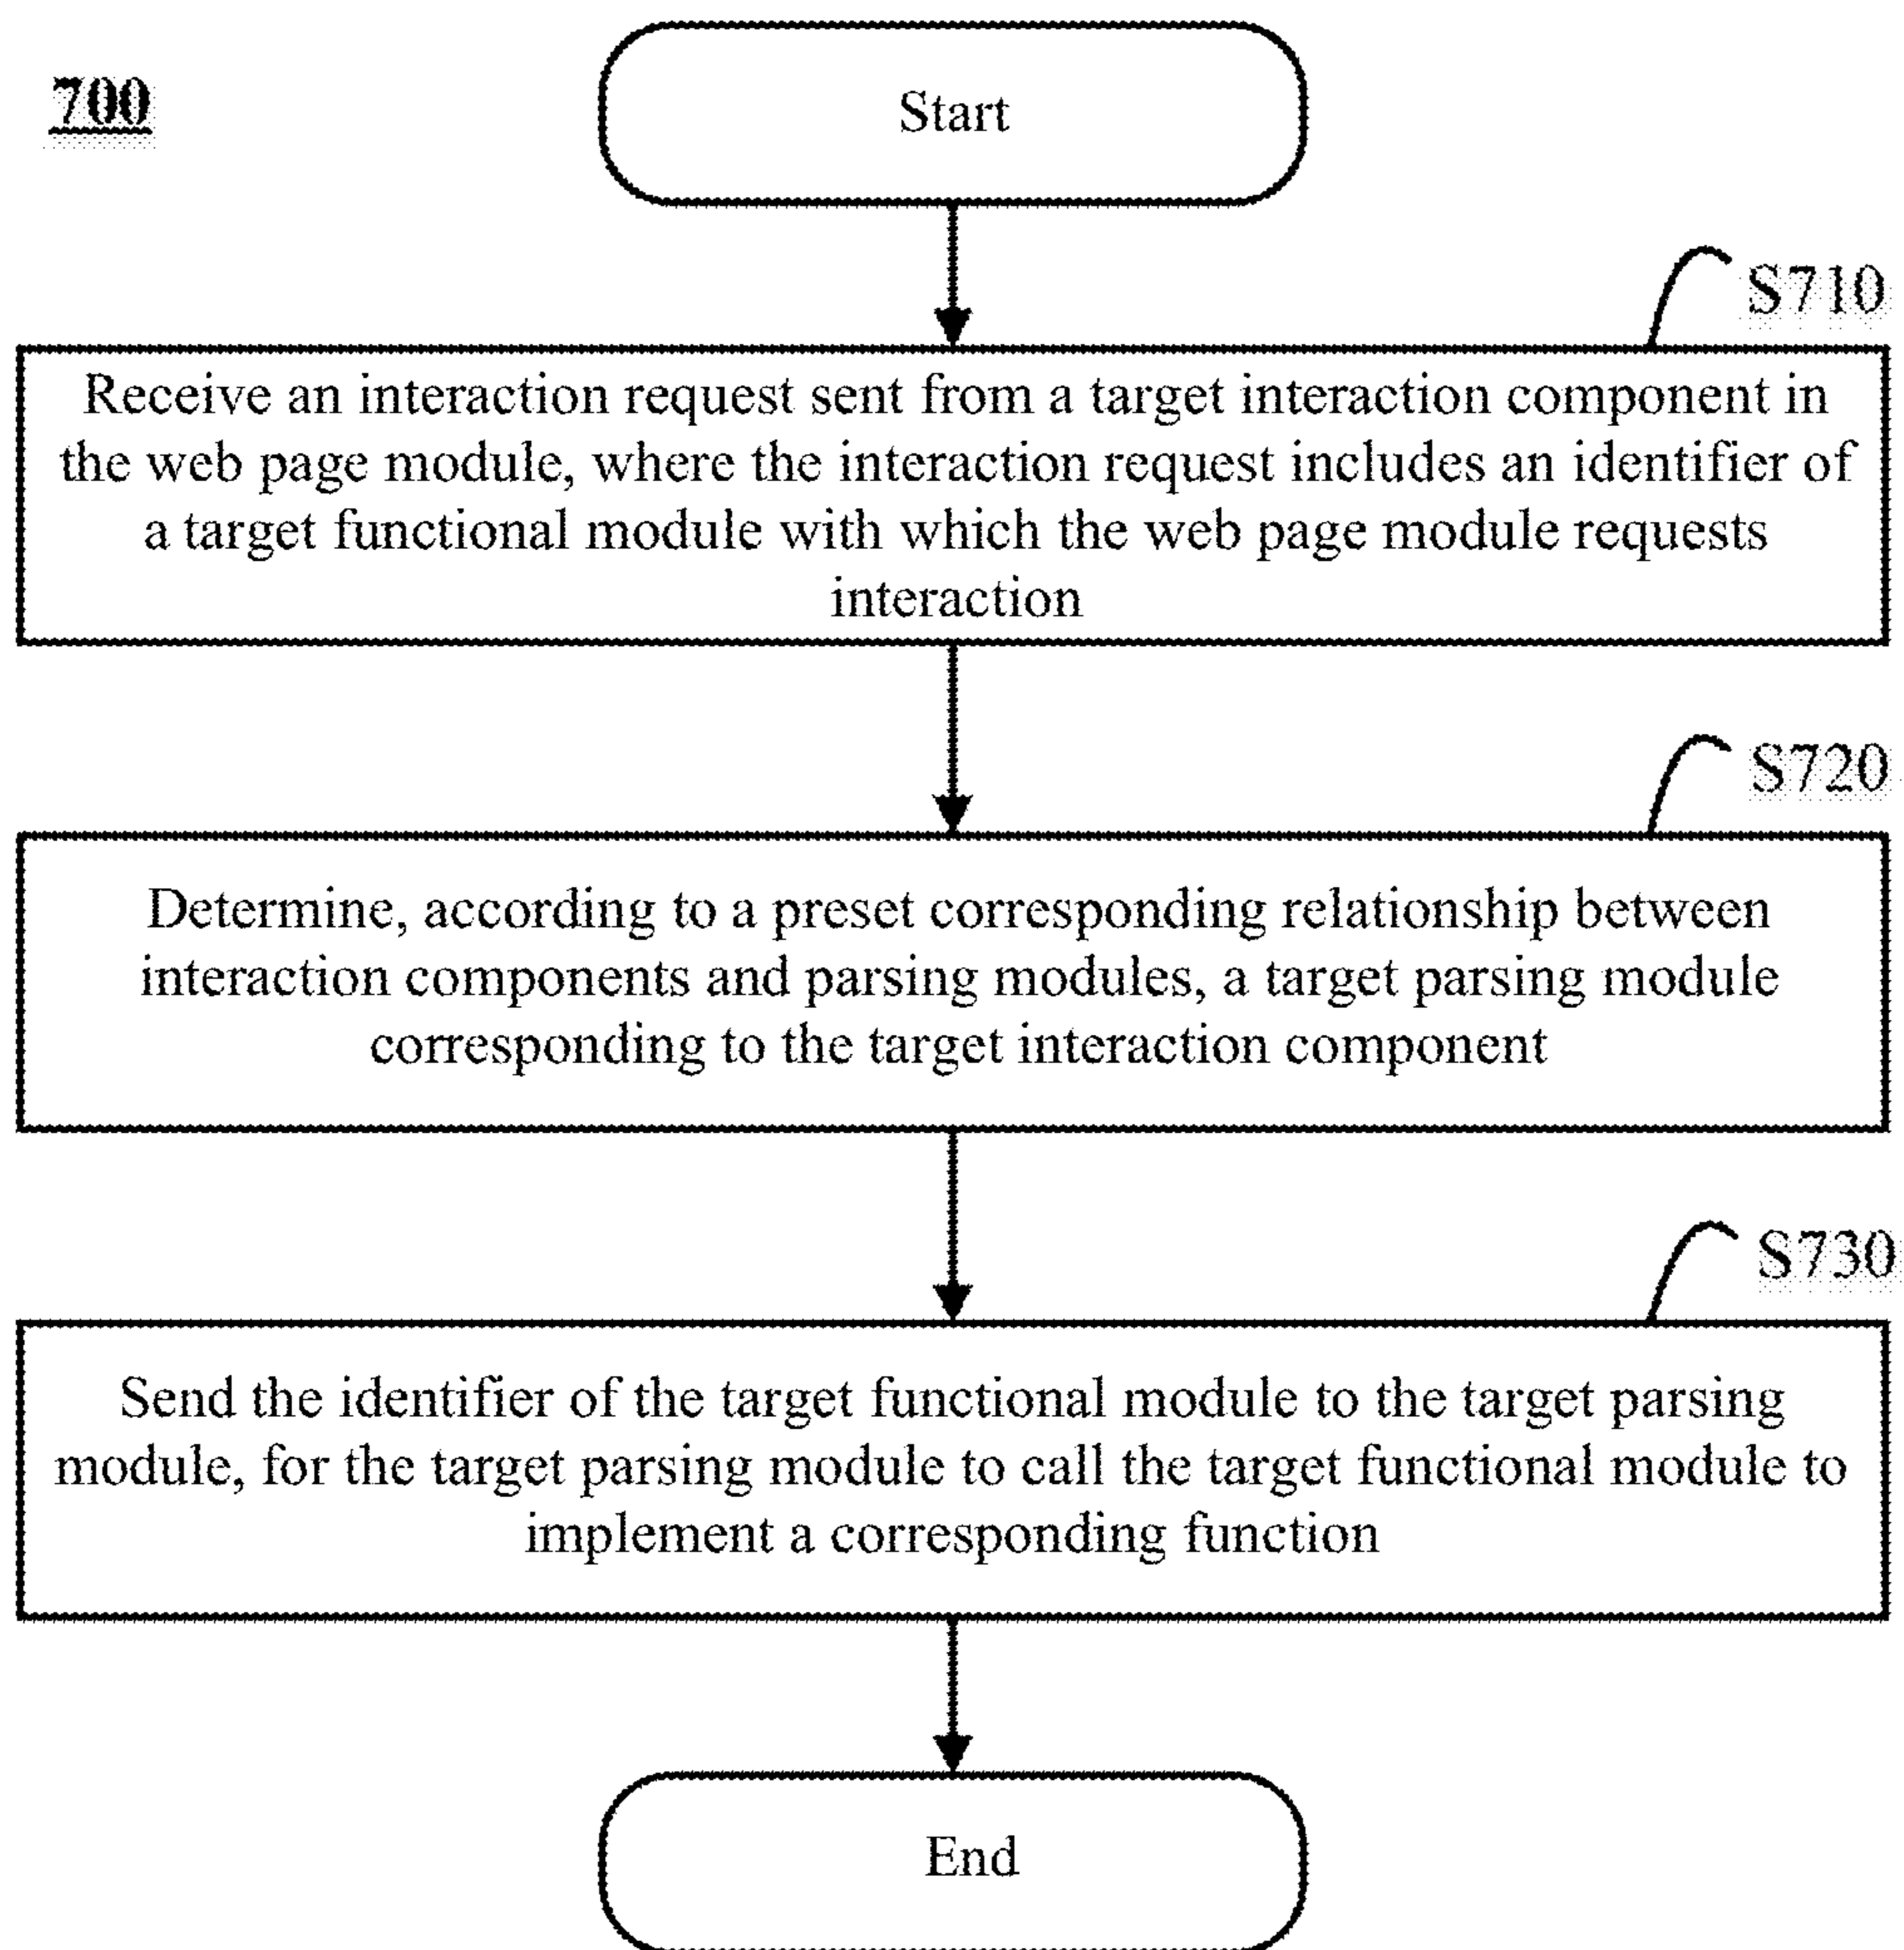 700
Start
S710
Receive an interaction request sent from a target interaction component in
the web page module, where the interaction request includes an identifier of
a target functional module with which the web page module requests
interaction
S720
Determine, according to a preset corresponding relationship between
interaction components and parsing modules, a target parsing module
corresponding to the target interaction component
S730
Send the identifier of the target functional module to the target parsing
module, for the target parsing module to call the target functional module to
implement a corresponding function
End